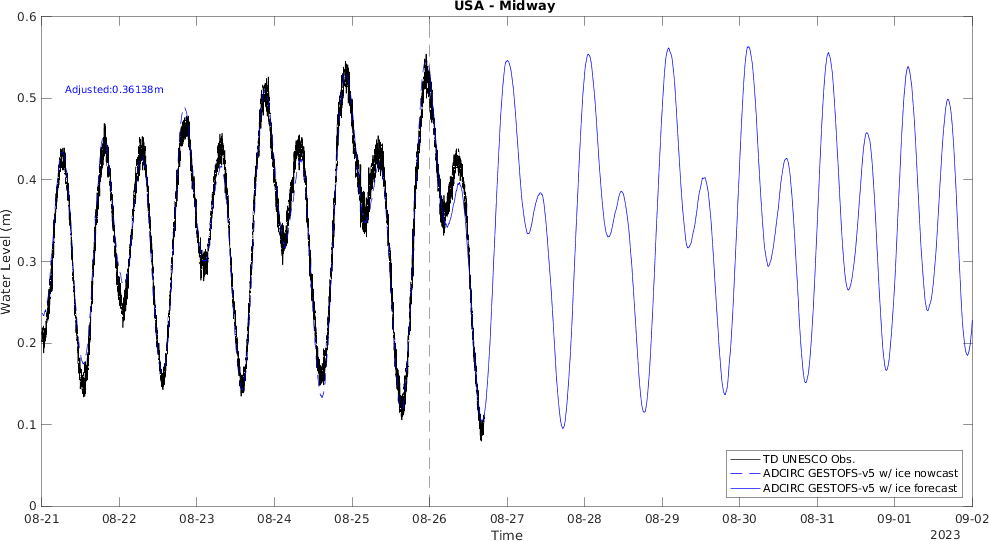 USA - Midway
Adjusted:0.36138m
Water Level (m)
0.6
0.5
0.4
0.3
0.2
0.1
0
08-21 08-22 08-23 08-24 08-25 08-26 08-27 08-28 08-29 08-30 08-31 09-01 09-02
Time
2023
TD UNESCO Obs.
ADCIRC GESTOFS-v5 w/ ice nowcast
ADCIRC GESTOFS-v5 w/ ice forecast